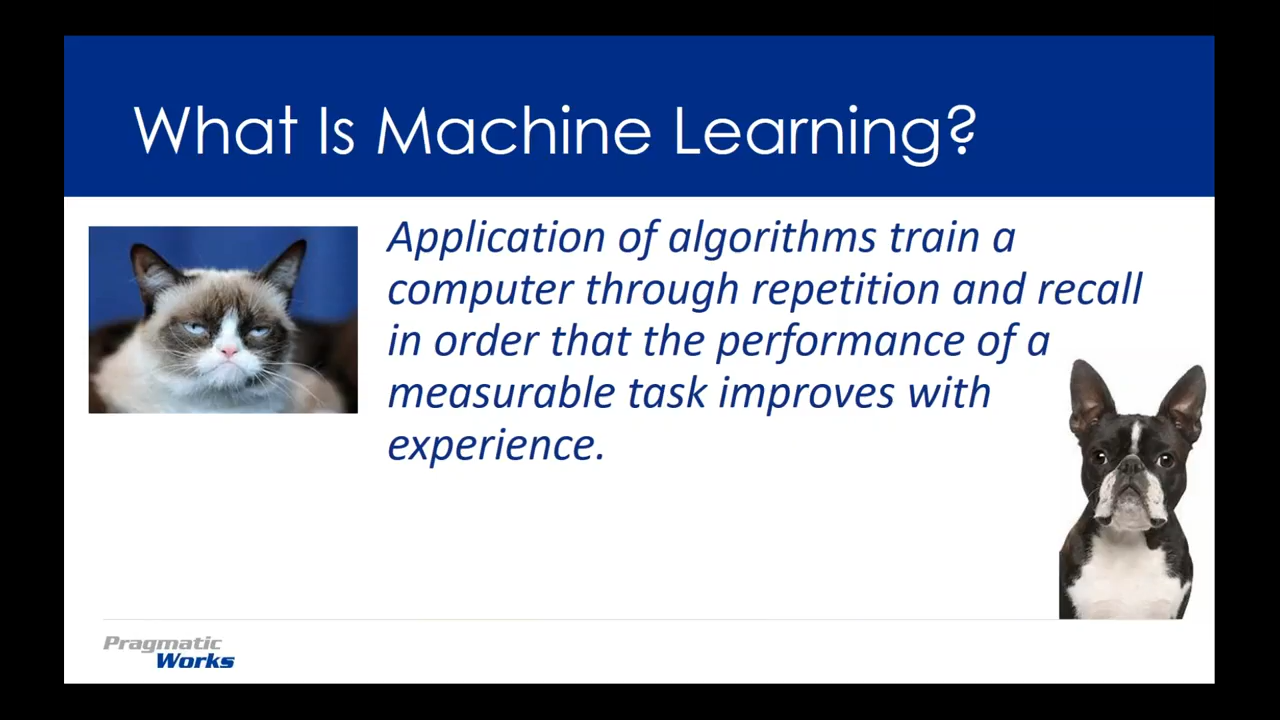 What Is Machine Learning?
Application of algorithms train a
computer through repetition and recall
in order that the performance of a
measurable task improves with
experience.
Pragmatic
Works